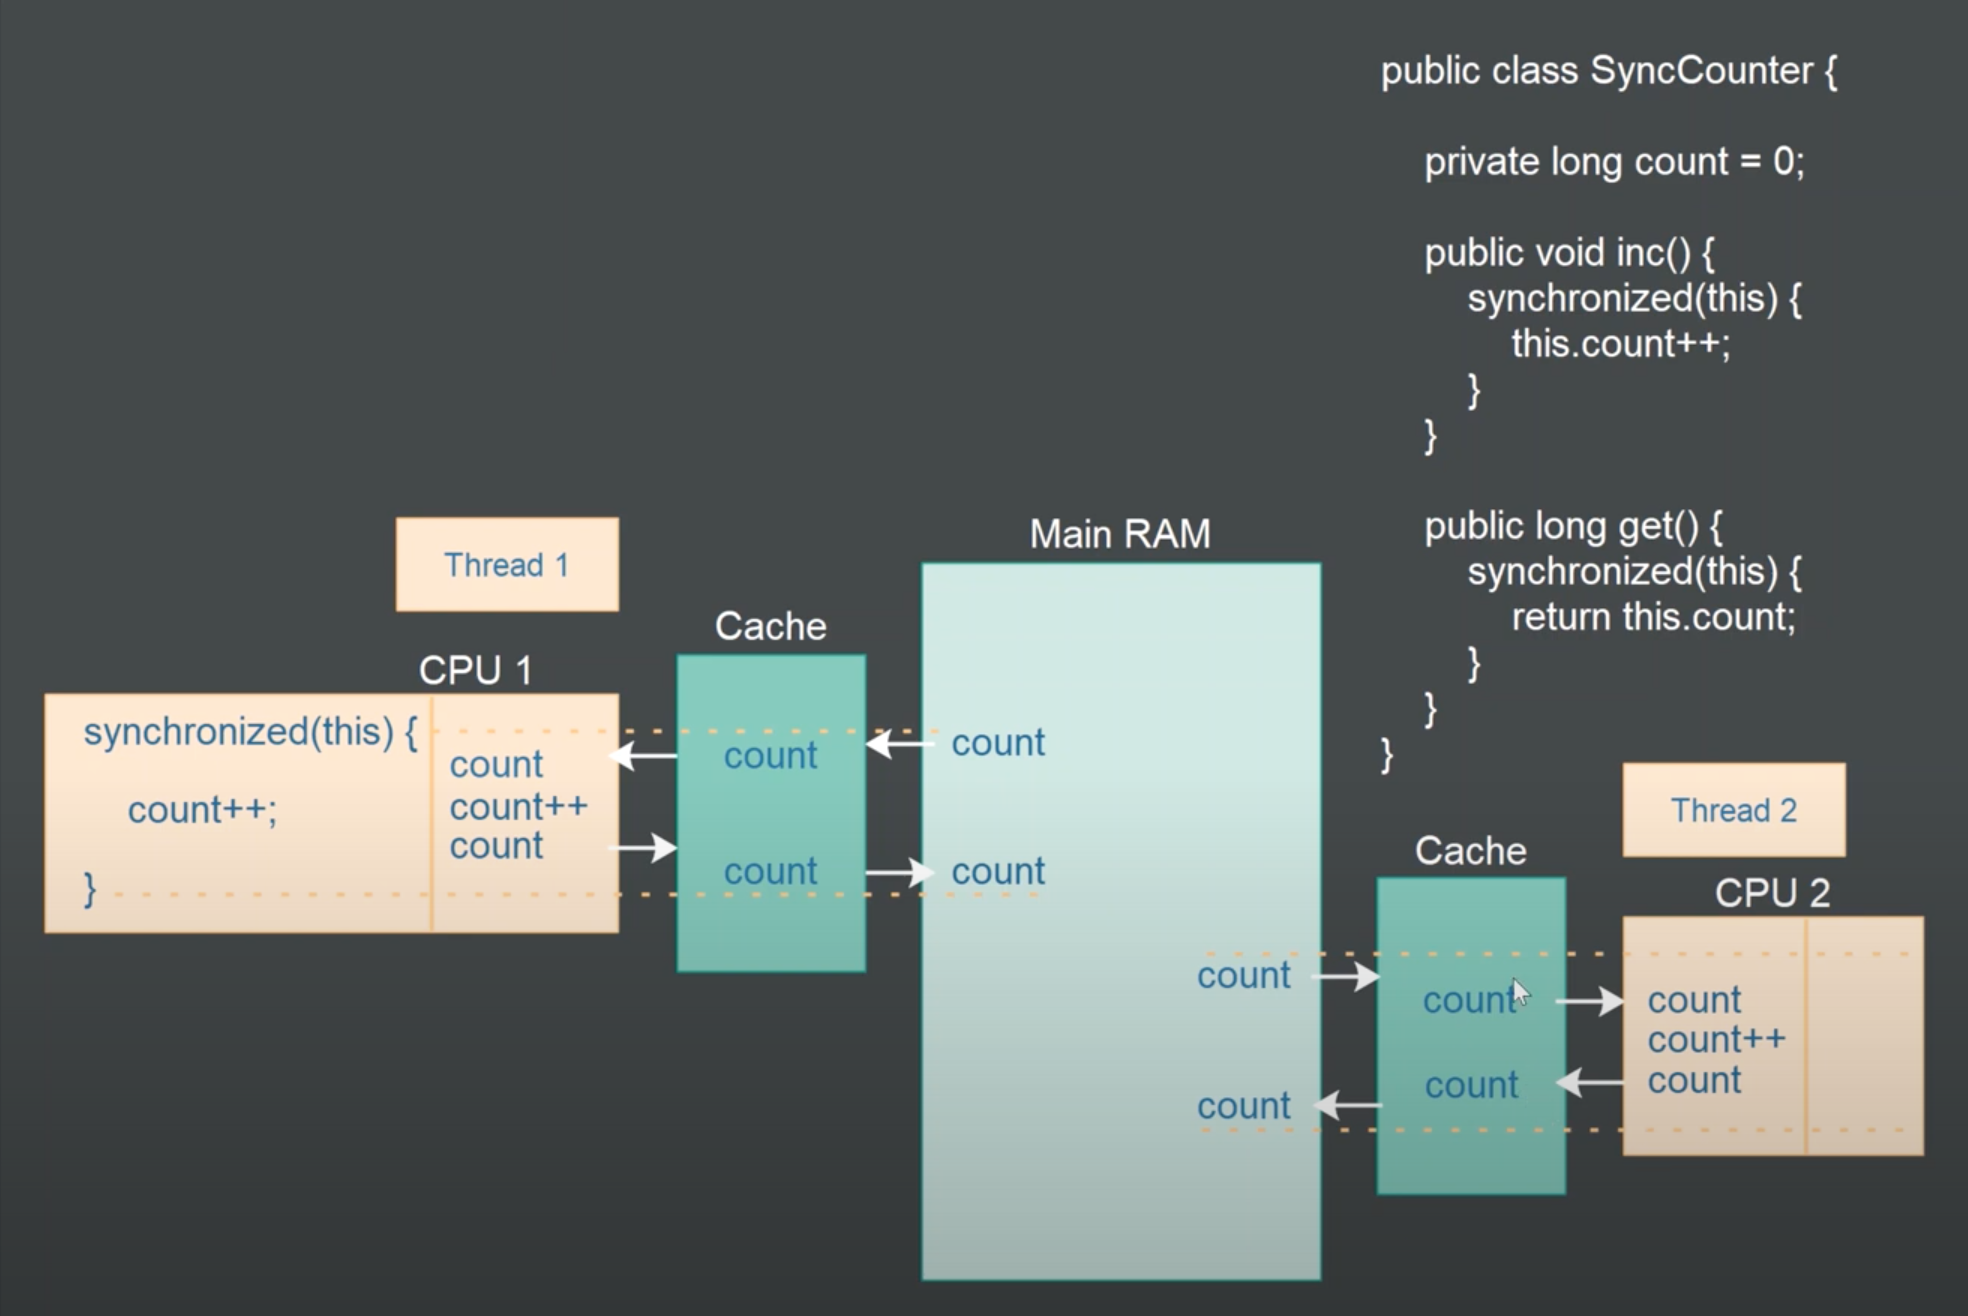 public class SyncCounter {
private long count = 0;
public void inc() {
synchronized(this) {
this.count++;
}
}
public long get() {
synchronized(this) {
return this.count;
}
}
}
Thread 1
CPU 1
synchronized(this) {
count++;
}
count
count++
count
Cache
count
count
Main RAM
count
count
count
count
Cache
count
count
Thread 2
CPU 2
count
count++
count